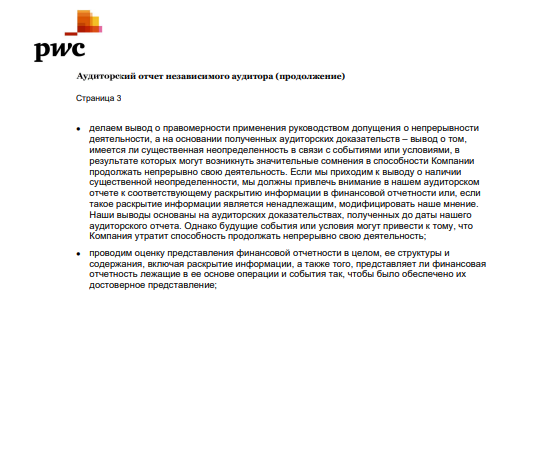 pwc
Аудиторский отчет независимого аудитора (продолжение)
Страница 3
• делаем вывод о правомерности применения руководством допущения о непрерывности
деятельности, а на основании полученных аудиторских доказательств – вывод о том,
имеется ли существенная неопределенность в связи с событиями или условиями, в
результате которых могут возникнуть значительные сомнения в способности Компании
продолжать непрерывно свою деятельность. Если мы приходим к выводу о наличии
существенной неопределенности, мы должны привлечь внимание в нашем аудиторском
отчете к соответствующему раскрытию информации в финансовой отчетности или, если
такое раскрытие информации является ненадлежащим, модифицировать наше мнение.
Наши выводы основаны на аудиторских доказательствах, полученных до даты нашего
аудиторского отчета. Однако будущие события или условия могут привести к тому, что
Компания утратит способность продолжать непрерывно свою деятельность;
• проводим оценку представления финансовой отчетности в целом, ее структуры и
содержания, включая раскрытие информации, а также того, представляет ли финансовая
отчетность лежащие в ее основе операции и события так, чтобы было обеспечено их
достоверное представление;